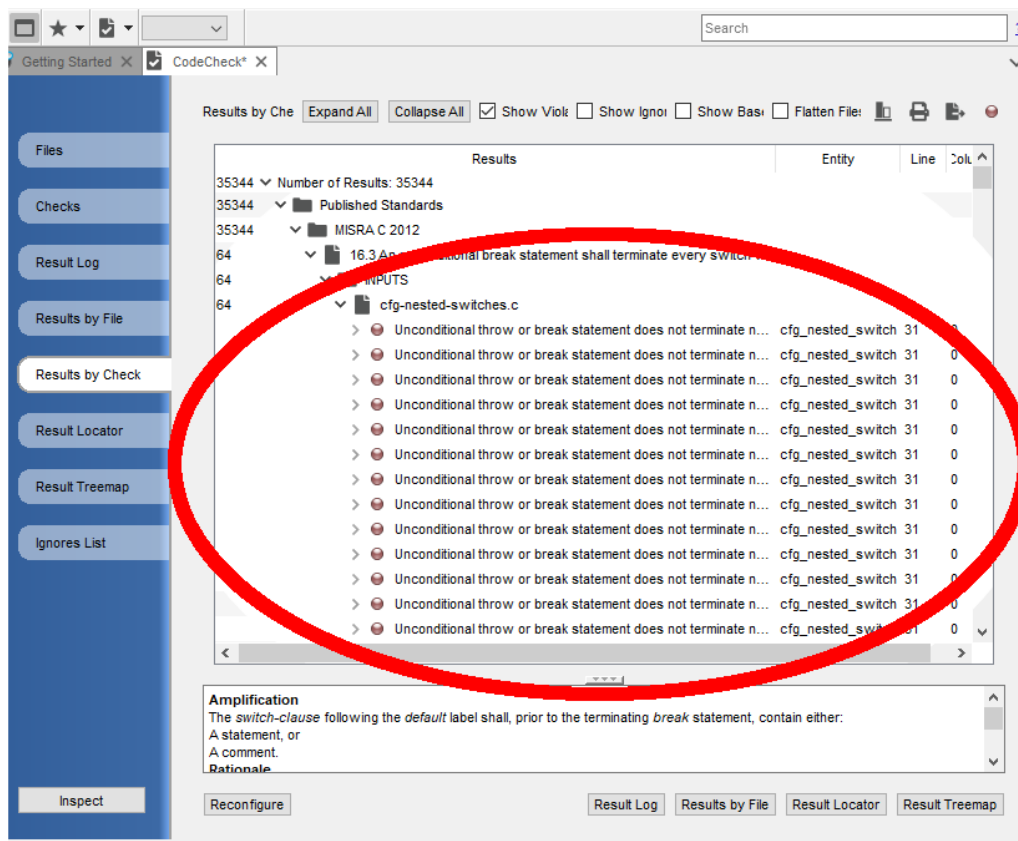 Search
Getting Started CodeCheck*
Results by Che Expand All Collapse All Show Viola Show Ignor Show Base Flatten Files
Files
Checks
Result Log
Results by File
Results by Check
Result Locator
Result Treemap
Ignores List
Inspect
Results Entity Line Colu
35344 Number of Results: 35344
35344 Published Standards
35344 MISRA C 2012
64 16.3 An unconditional break statement shall terminate every switch
64 INPUTS
64 cfg-nested-switches.c
Unconditional throw or break statement does not terminate n... cfg_nested_switch 31 0
Unconditional throw or break statement does not terminate n... cfg_nested_switch 31 0
Unconditional throw or break statement does not terminate n... cfg_nested_switch 31 0
Unconditional throw or break statement does not terminate n... cfg_nested_switch 31 0
Unconditional throw or break statement does not terminate n... cfg_nested_switch 31 0
Unconditional throw or break statement does not terminate n... cfg_nested_switch 31 0
Unconditional throw or break statement does not terminate n... cfg_nested_switch 31 0
Unconditional throw or break statement does not terminate n... cfg_nested_switch 31 0
Unconditional throw or break statement does not terminate n... cfg_nested_switch 31 0
Unconditional throw or break statement does not terminate n... cfg_nested_switch 31 0
Unconditional throw or break statement does not terminate n... cfg_nested_switch 31 0
Unconditional throw or break statement does not terminate n... cfg_nested_switch 31 0
Unconditional throw or break statement does not terminate n... cfg_nested_switch 31 0
Amplification
The switch-clause following the default label shall, prior to the terminating break statement, contain either:
A statement, or
A comment.
Rationale
Reconfigure Result Log Results by File Result Locator Result Treemap